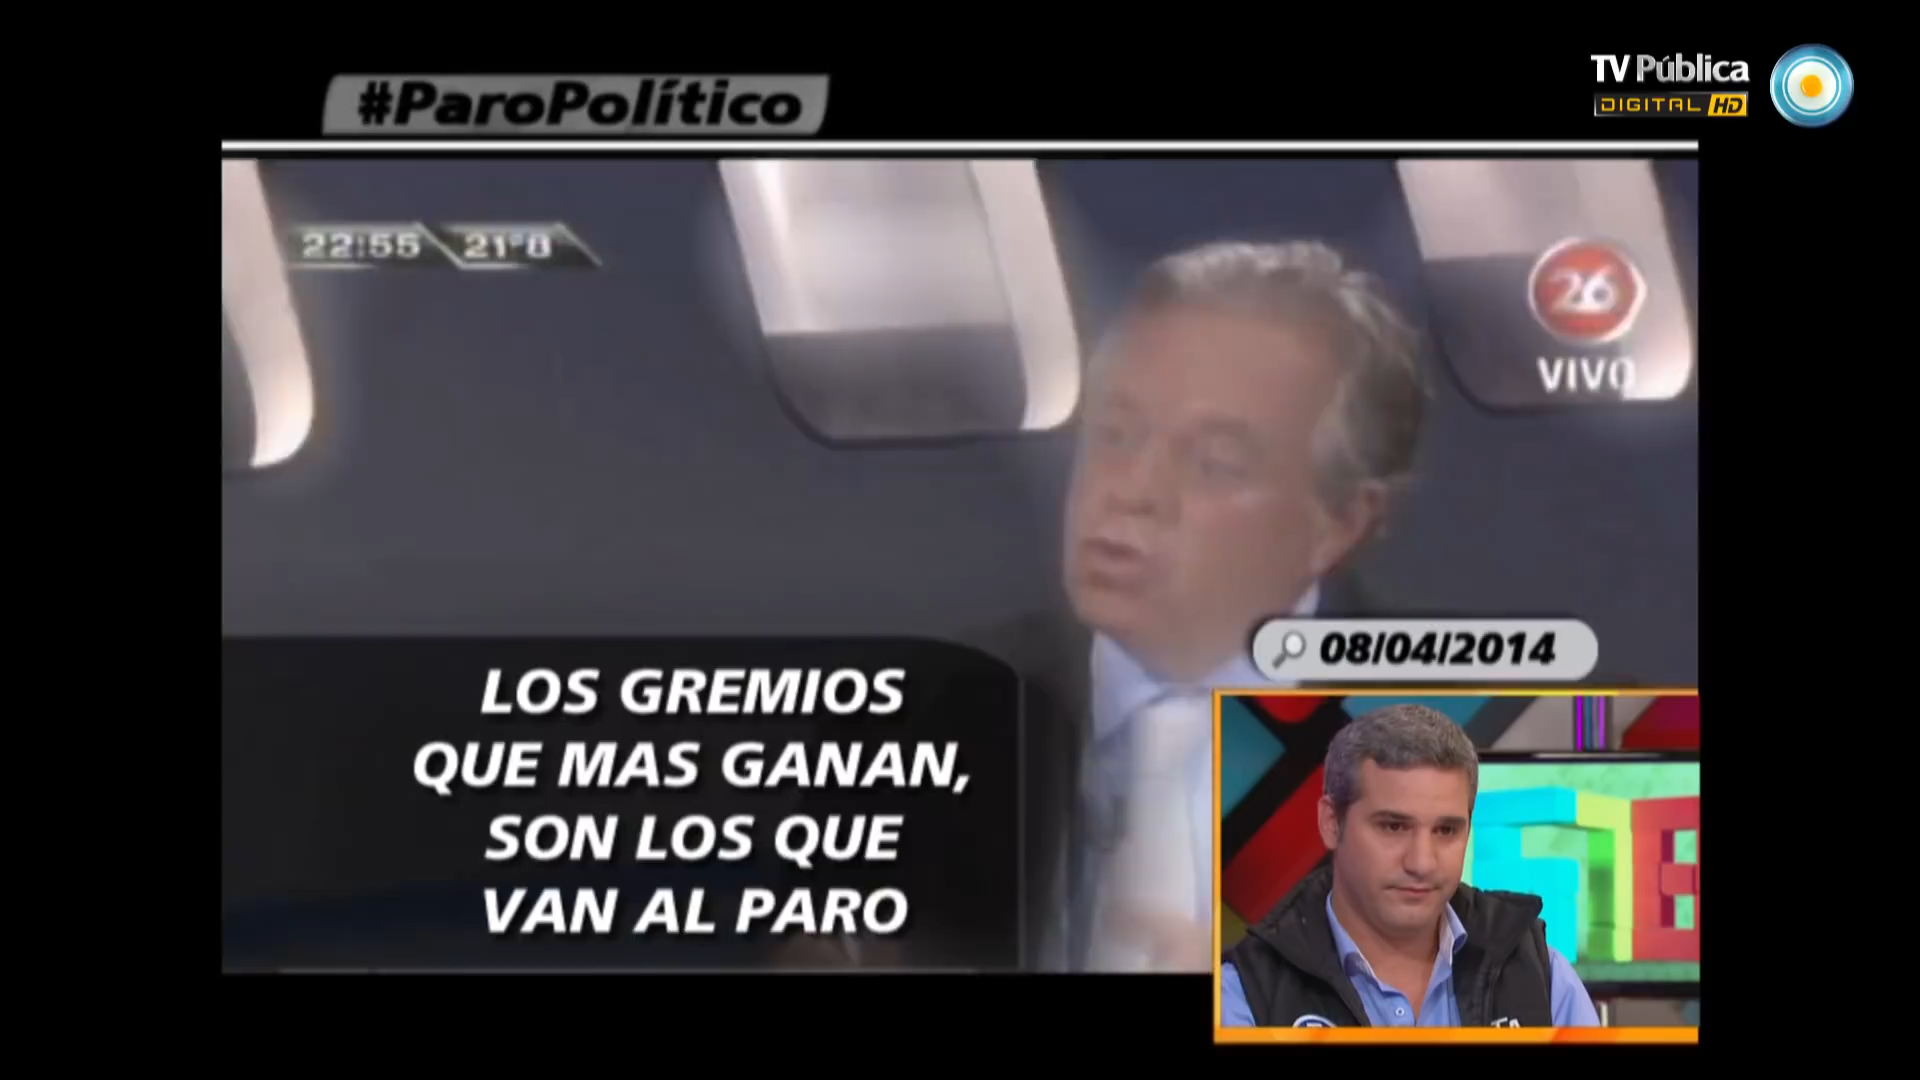 #ParoPolítico
TV Pública
DIGITAL HD
22:55 21°8
26
VIVO
08/04/2014
LOS GREMIOS
QUE MAS GANAN,
SON LOS QUE
VAN AL PARO